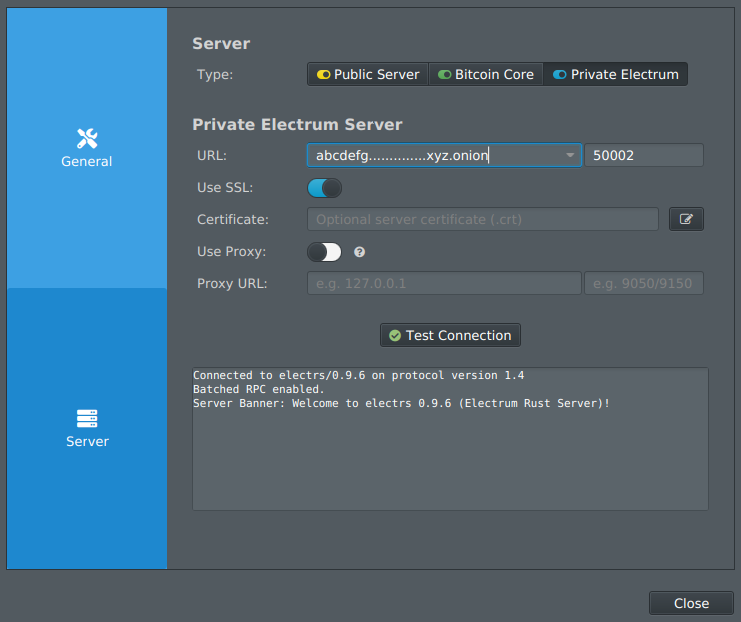 General
Server
Server
Type: Public Server Bitcoin Core Private Electrum
Private Electrum Server
URL: abcdefg..............xyz.onion 50002
Use SSL:
Certificate: Optional server certificate (.crt)
Use Proxy: ?
Proxy URL: e.g. 127.0.0.1 e.g. 9050/9150
Test Connection
Connected to electrs/0.9.6 on protocol version 1.4
Batched RPC enabled.
Server Banner: Welcome to electrs 0.9.6 (Electrum Rust Server)!
Close